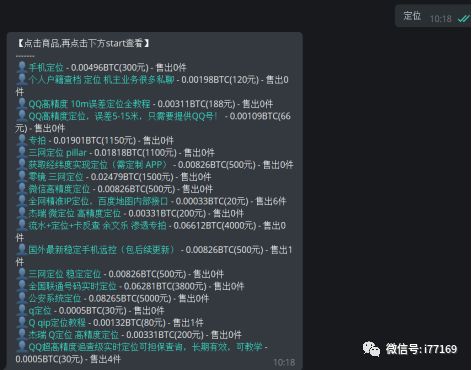 定位 10:18
【点击商品,再点击下方start查看】
-------
手机定位 - 0.00496BTC(300元) - 售出0件
个人户籍查档 定位 机主业务很多私聊 - 0.00198BTC(120元) - 售出0
件
QQ高精度 10m误差定位全教程 - 0.00311BTC(188元) - 售出0件
QQ高精度定位，误差5-15米，只需要提供QQ号！ - 0.00109BTC(66
元) - 售出0件
专拍 - 0.01901BTC(1150元) - 售出0件
三网定位 pillar - 0.01818BTC(1100元) - 售出0件
获取经纬度实现定位（需定制 APP） - 0.00826BTC(500元) - 售出0件
零镜 三网定位 - 0.02479BTC(1500元) - 售出0件
微信高精度定位 - 0.00826BTC(500元) - 售出0件
全网精准IP定位，百度地图内部接口 - 0.00033BTC(20元) - 售出6件
杰瑞 微定位 高精度定位 - 0.00331BTC(200元) - 售出0件
流水+定位+卡反查 余文乐 渗透专拍 - 0.06612BTC(4000元) - 售出0
件
国外最新稳定手机远控（包后续更新） - 0.00826BTC(500元) - 售出1
件
三网定位 稳定定位 - 0.00826BTC(500元) - 售出0件
全国联通号码实时定位 - 0.06281BTC(3800元) - 售出0件
公安系统定位 - 0.08265BTC(5000元) - 售出0件
q定位 - 0.0005BTC(30元) - 售出0件
Q qip定位教程 - 0.00132BTC(80元) - 售出1件
杰瑞 Q定位 高精度定位 - 0.00331BTC(200元) - 售出0件
QQ超高精度追查级实时定位可担保查询，长期有效，可教学 -
0.0005BTC(30元) - 售出4件 10:18
微信号: i77169